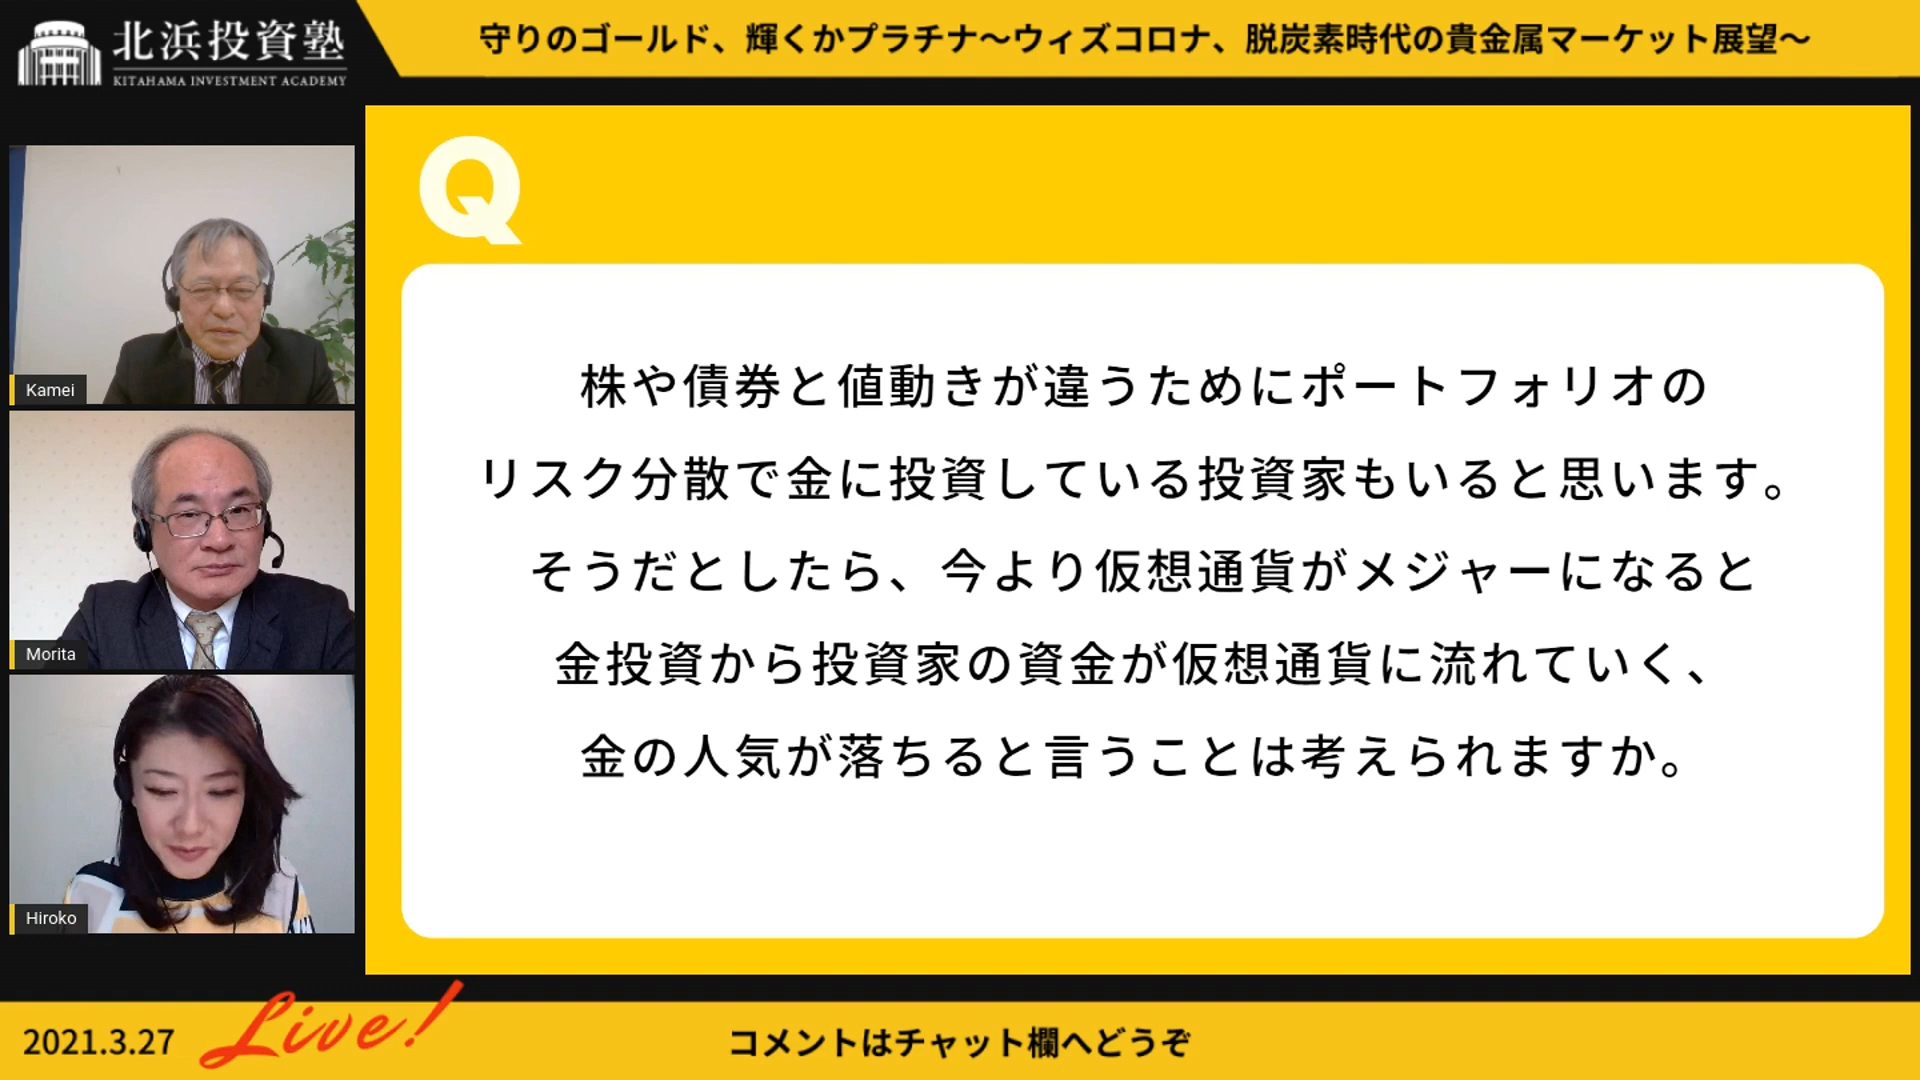 北浜投資塾
KITAHAMA INVESTMENT ACADEMY
守りのゴールド、輝くかプラチナ～ウィズコロナ、脱炭素時代の貴金属マーケット展望～
Kamei
Morita
Hiroko
Q
株や債券と値動きが違うためにポートフォリオの
リスク分散で金に投資している投資家もいると思います。
そうだとしたら、今より仮想通貨がメジャーになると
金投資から投資家の資金が仮想通貨に流れていく、
金の人気が落ちると言うことは考えられますか。
2021.3.27
Live!
コメントはチャット欄へどうぞ